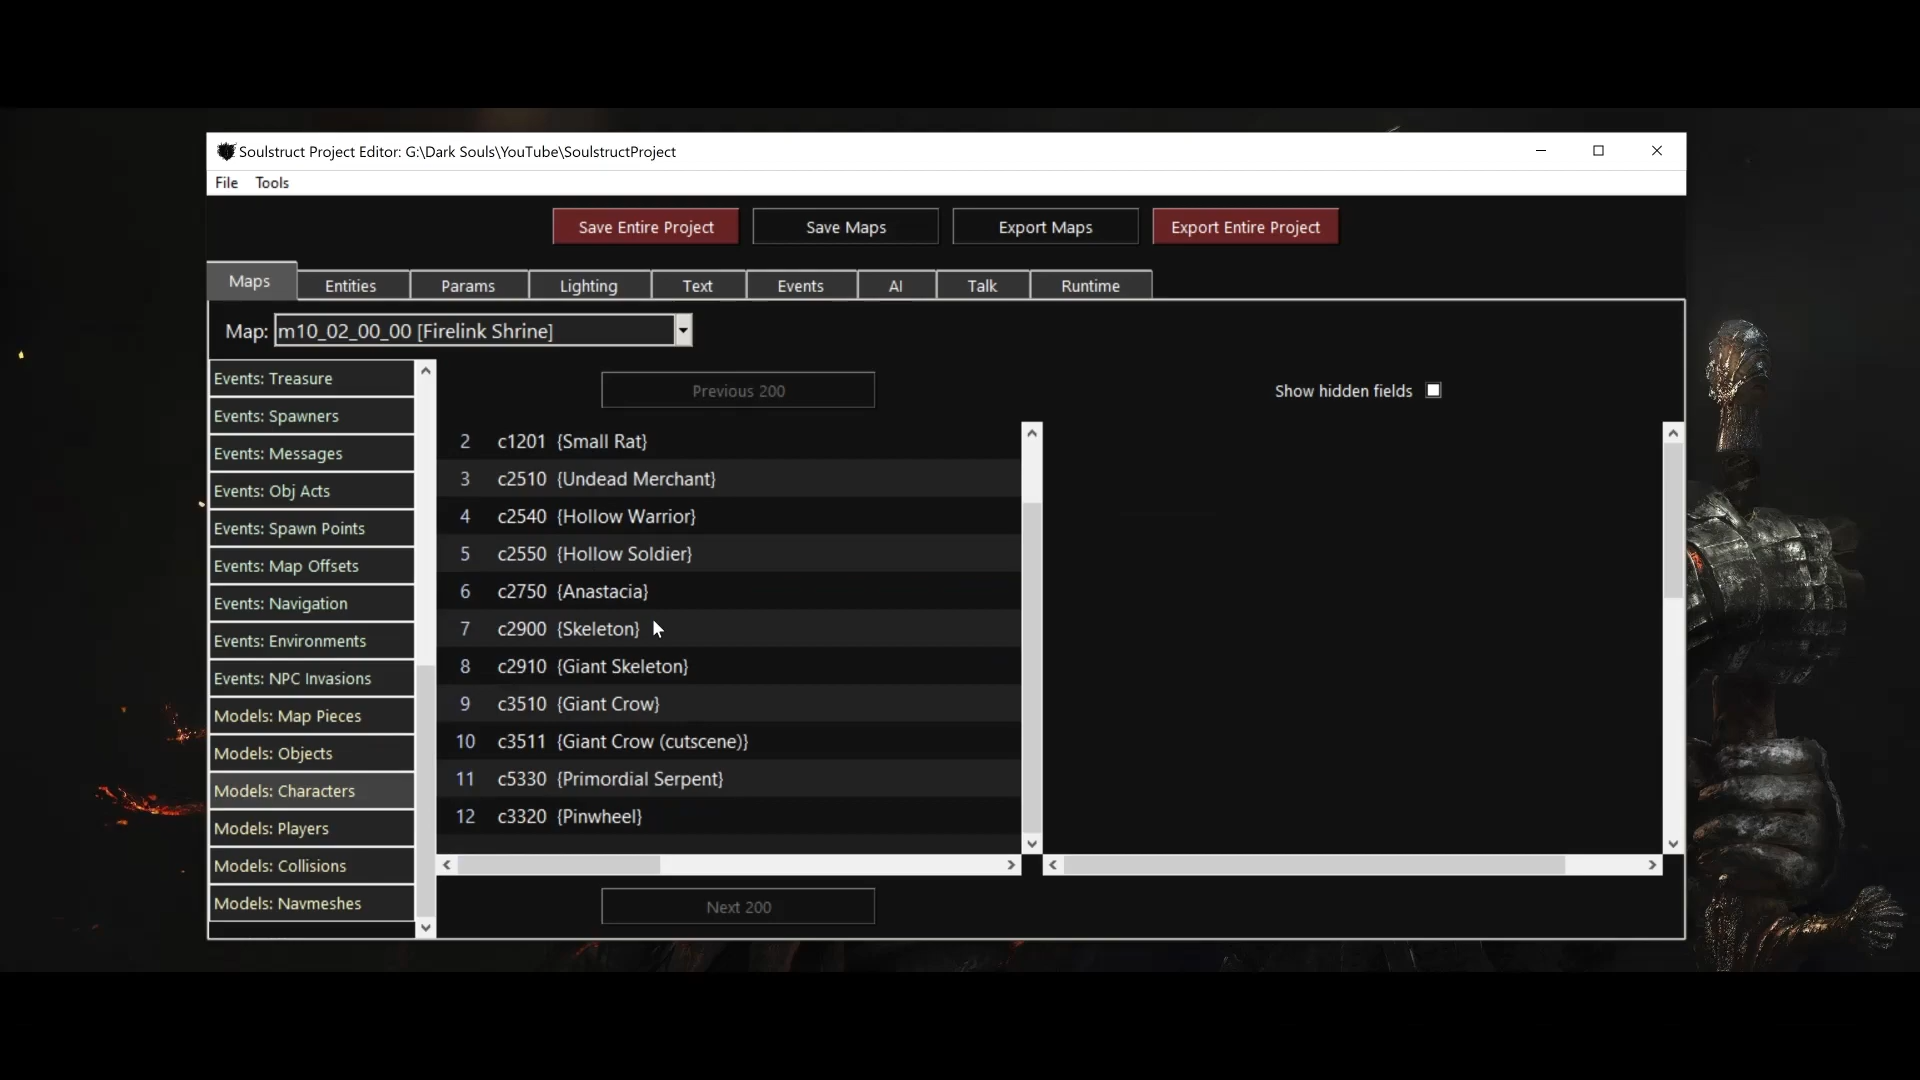 Soulstruct Project Editor: G:\Dark Souls\YouTube\SoulstructProject
File Tools
Save Entire Project Save Maps Export Maps Export Entire Project
Maps Entities Params Lighting Text Events AI Talk Runtime
Map: m10_02_00_00 [Firelink Shrine]
Events: Treasure
Events: Spawners
Events: Messages
Events: Obj Acts
Events: Spawn Points
Events: Map Offsets
Events: Navigation
Events: Environments
Events: NPC Invasions
Models: Map Pieces
Models: Objects
Models: Characters
Models: Players
Models: Collisions
Models: Navmeshes
Previous 200
2 c1201 {Small Rat}
3 c2510 {Undead Merchant}
4 c2540 {Hollow Warrior}
5 c2550 {Hollow Soldier}
6 c2750 {Anastacia}
7 c2900 {Skeleton}
8 c2910 {Giant Skeleton}
9 c3510 {Giant Crow}
10 c3511 {Giant Crow (cutscene)}
11 c5330 {Primordial Serpent}
12 c3320 {Pinwheel}
Next 200
Show hidden fields